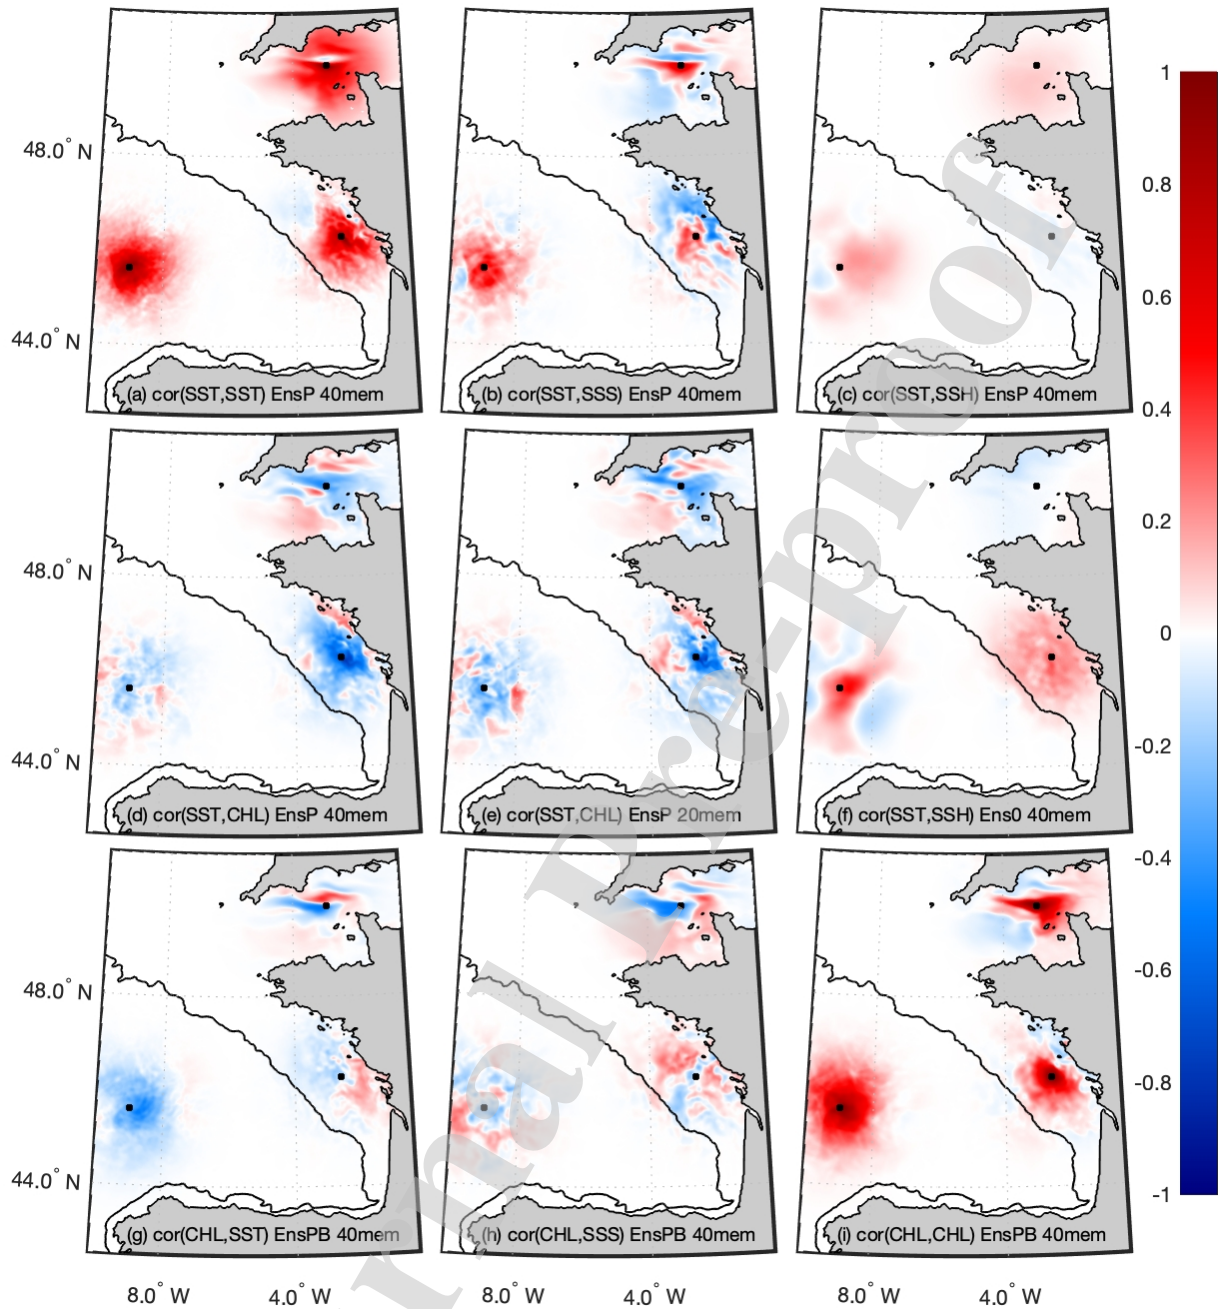 48.0° N
44.0° N
(a) cor(SST,SST) EnsP 40mem
(b) cor(SST,SSS) EnsP 40mem
(c) cor(SST,SSH) EnsP 40mem
1
0.8
0.6
0.4
0.2
0
-0.2
-0.4
-0.6
-0.8
-1
48.0° N
44.0° N
(d) cor(SST,CHL) EnsP 40mem
(e) cor(SST,CHL) EnsP 20mem
(f) cor(SST,SSH) Ens0 40mem
48.0° N
44.0° N
(g) cor(CHL,SST) EnsPB 40mem
(h) cor(CHL,SSS) EnsPB 40mem
(i) cor(CHL,CHL) EnsPB 40mem
8.0° W 4.0° W 8.0° W 4.0° W 8.0° W 4.0° W
rnal Pre-proof